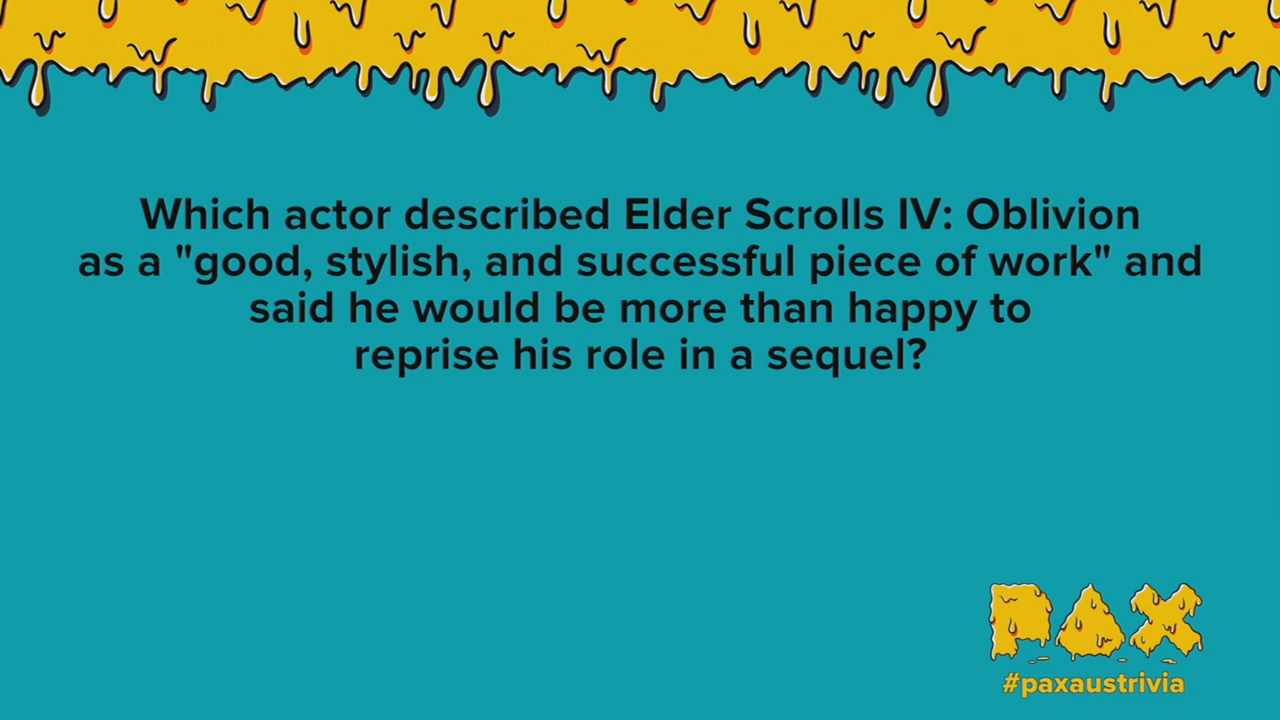 Which actor described Elder Scrolls IV: Oblivion
as a "good, stylish, and successful piece of work" and
said he would be more than happy to
reprise his role in a sequel?
PAX
#paxaustrivia